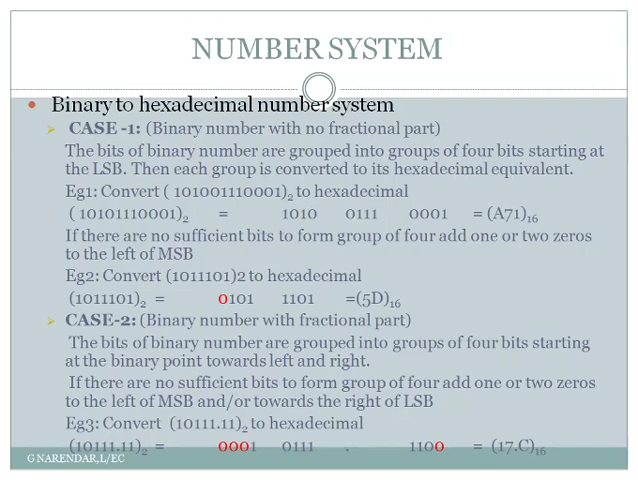 NUMBER SYSTEM
• Binary to hexadecimal number system
➢ CASE -1: (Binary number with no fractional part)
The bits of binary number are grouped into groups of four bits starting at
the LSB. Then each group is converted to its hexadecimal equivalent.
Eg1: Convert ( 101001110001)₂ to hexadecimal
( 10101110001)₂ = 1010 0111 0001 = (A71)₁₆
If there are no sufficient bits to form group of four add one or two zeros
to the left of MSB
Eg2: Convert (1011101)2 to hexadecimal
(1011101)₂ = 0101 1101 =(5D)₁₆
➢ CASE-2: (Binary number with fractional part)
The bits of binary number are grouped into groups of four bits starting
at the binary point towards left and right.
If there are no sufficient bits to form group of four add one or two zeros
to the left of MSB and/or towards the right of LSB
Eg3: Convert (10111.11)₂ to hexadecimal
(10111.11)₂ = 0001 0111 . 1100 = (17.C)₁₆
G NARENDAR,L/EC